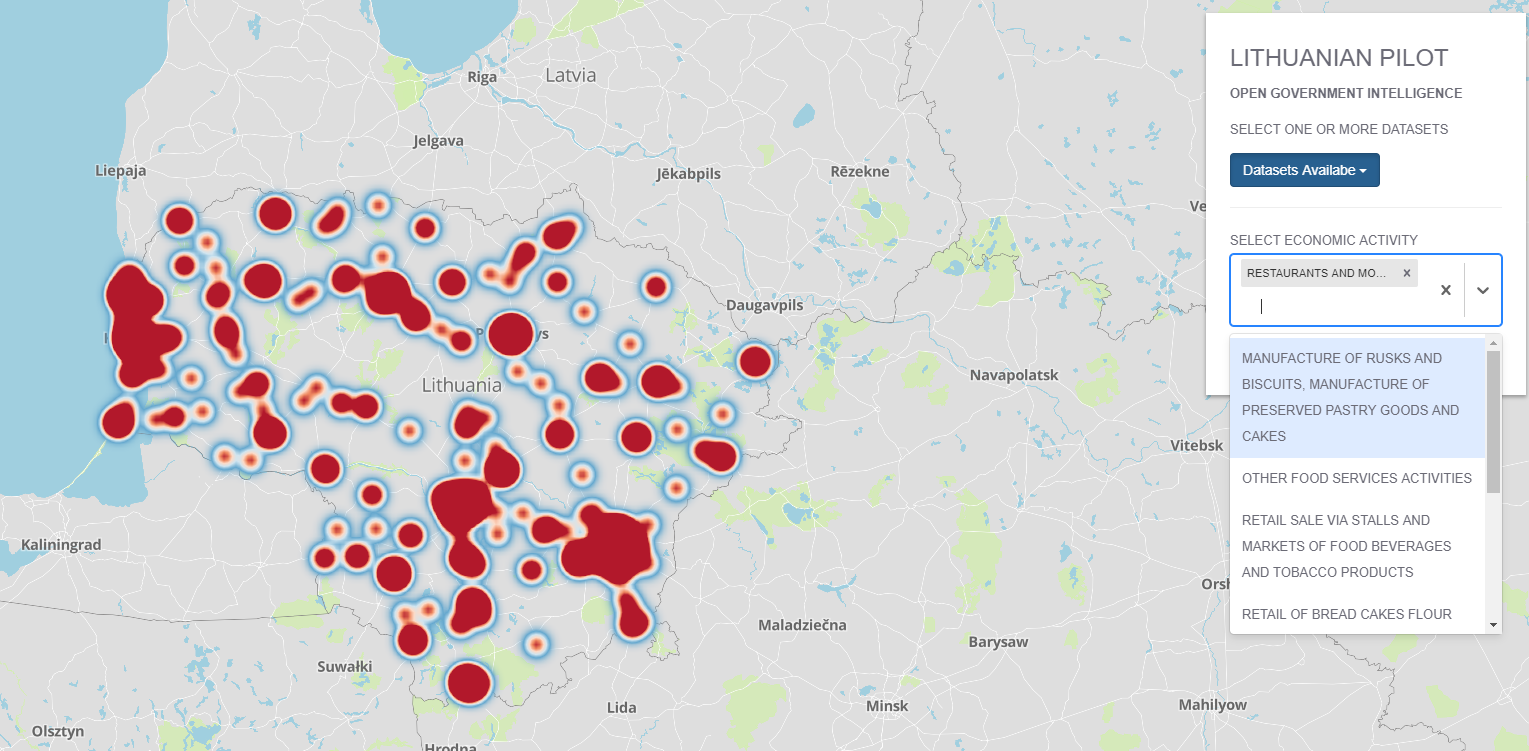 Riga
Latvia
Jelgava
Liepaja
Jēkabpils
Rēzekne
Ve
Daugavpils
P
ys
Lithuania
Navapolatsk
Vitebsk
Kaliningrad
Orsh
Maladziečna
Barysaw
Suwałki
Lida
Minsk
Mahilyow
Olsztyn
Hrodna
LITHUANIAN PILOT
OPEN GOVERNMENT INTELLIGENCE
SELECT ONE OR MORE DATASETS
Datasets Availabe
SELECT ECONOMIC ACTIVITY
RESTAURANTS AND MO...
MANUFACTURE OF RUSKS AND
BISCUITS, MANUFACTURE OF
PRESERVED PASTRY GOODS AND
CAKES
OTHER FOOD SERVICES ACTIVITIES
RETAIL SALE VIA STALLS AND
MARKETS OF FOOD BEVERAGES
AND TOBACCO PRODUCTS
RETAIL OF BREAD CAKES FLOUR